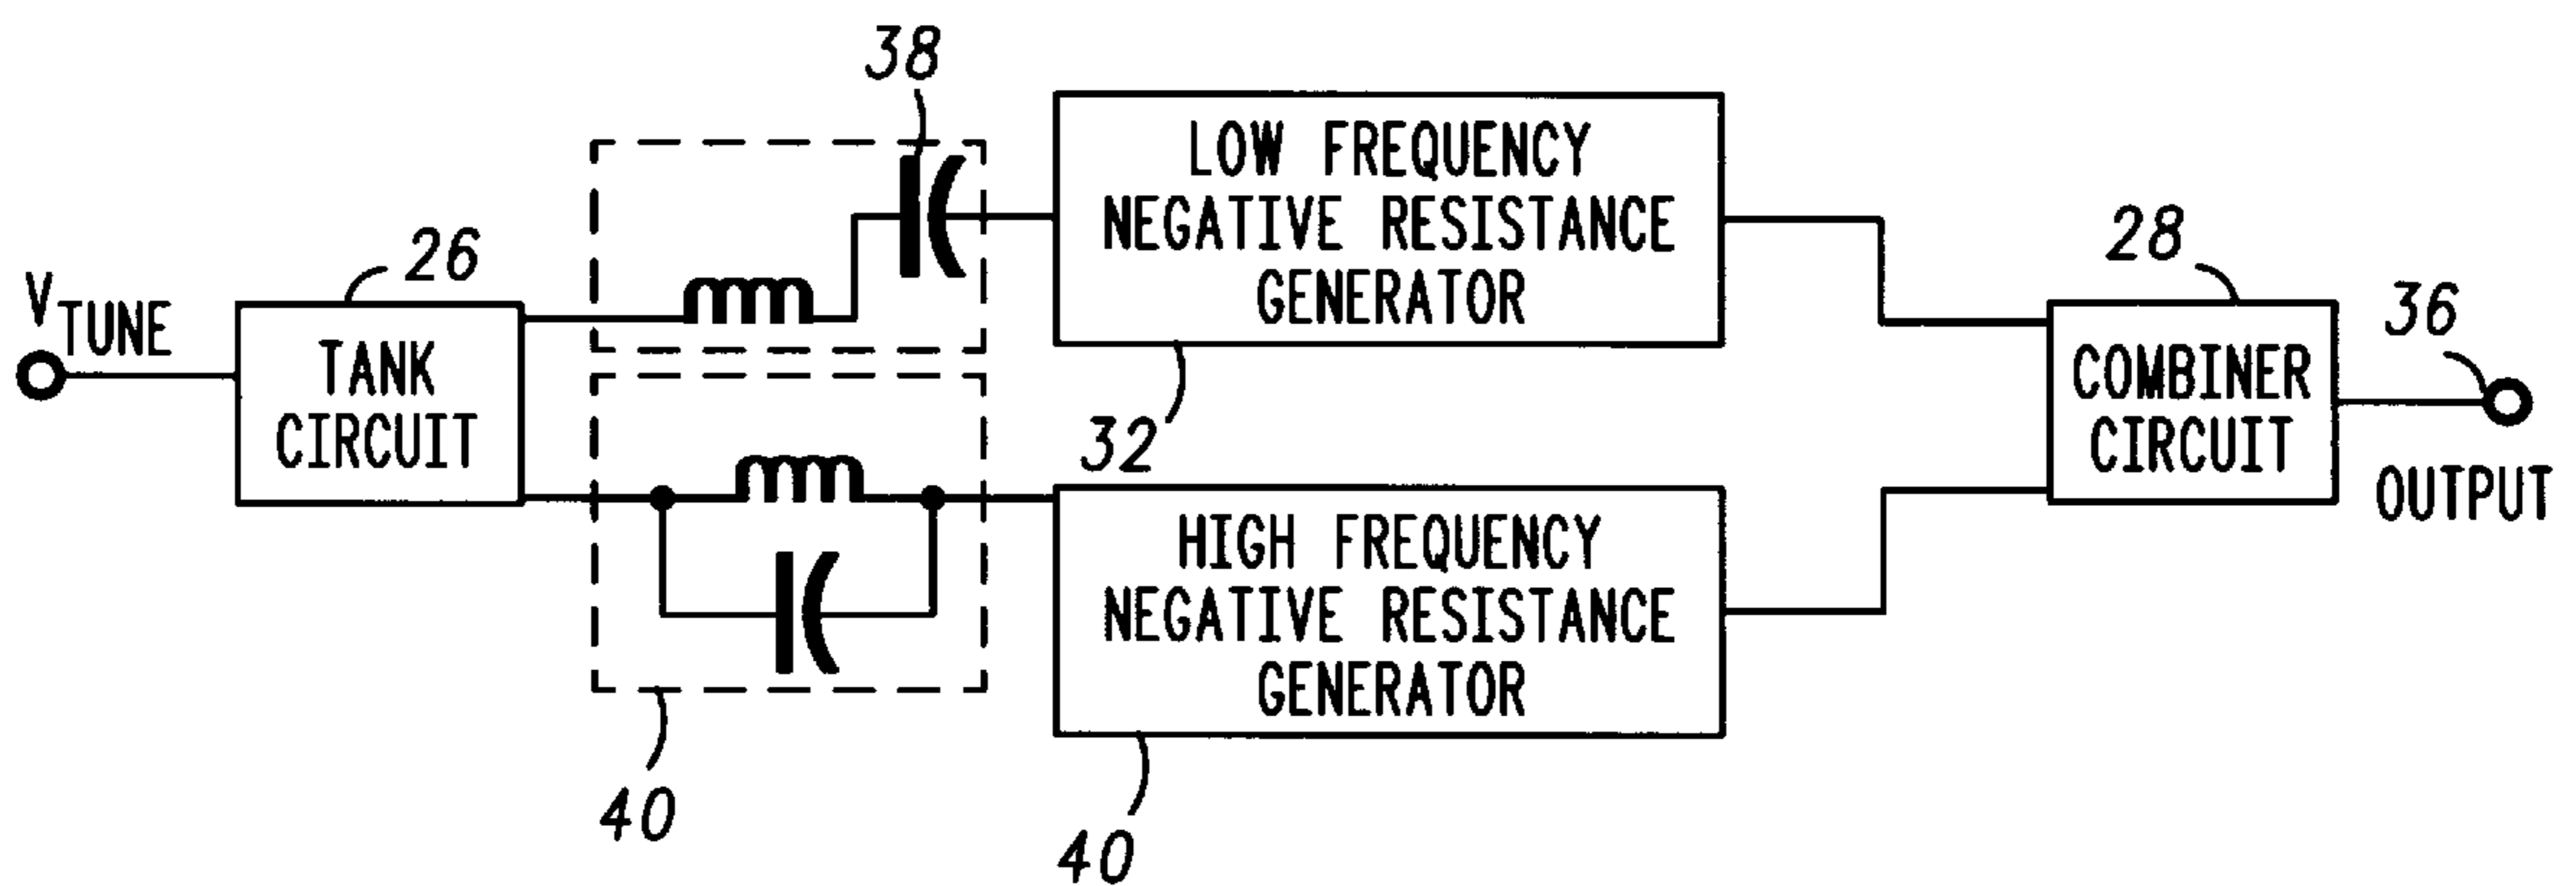 38
LOW FREQUENCY
NEGATIVE RESISTANCE
GENERATOR
32
26
VTUNE
TANK
CIRCUIT
28
COMBINER
CIRCUIT
36
OUTPUT
HIGH FREQUENCY
NEGATIVE RESISTANCE
GENERATOR
40
40